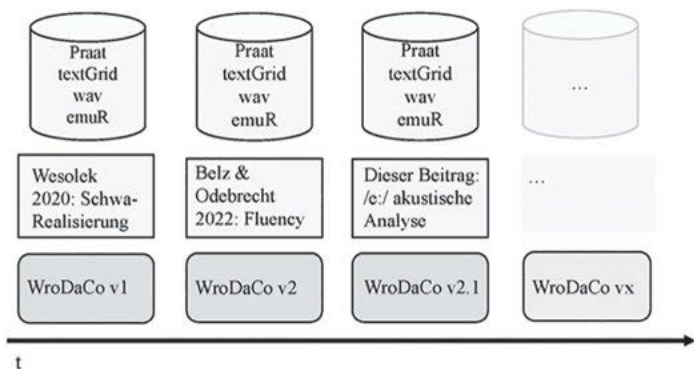 Praat
textGrid
wav
emuR
Praat
textGrid
wav
emuR
Praat
textGrid
wav
emuR
...
Wesolek
2020: Schwa-
Realisierung
Belz &
Odebrecht
2022: Fluency
Dieser Beitrag:
/e:/ akustische
Analyse
...
WroDaCo v1
WroDaCo v2
WroDaCo v2.1
WroDaCo vx
t